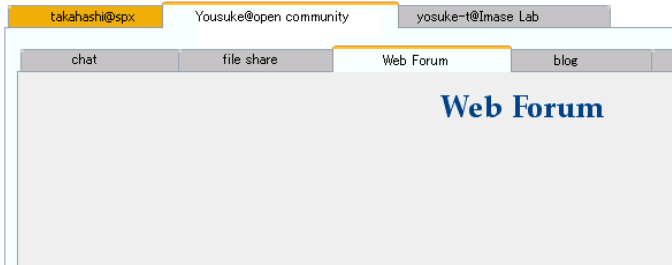 takahashi@spx Yousuke@open community yosuke-t@Imase Lab
chat file share Web Forum blog
Web Forum